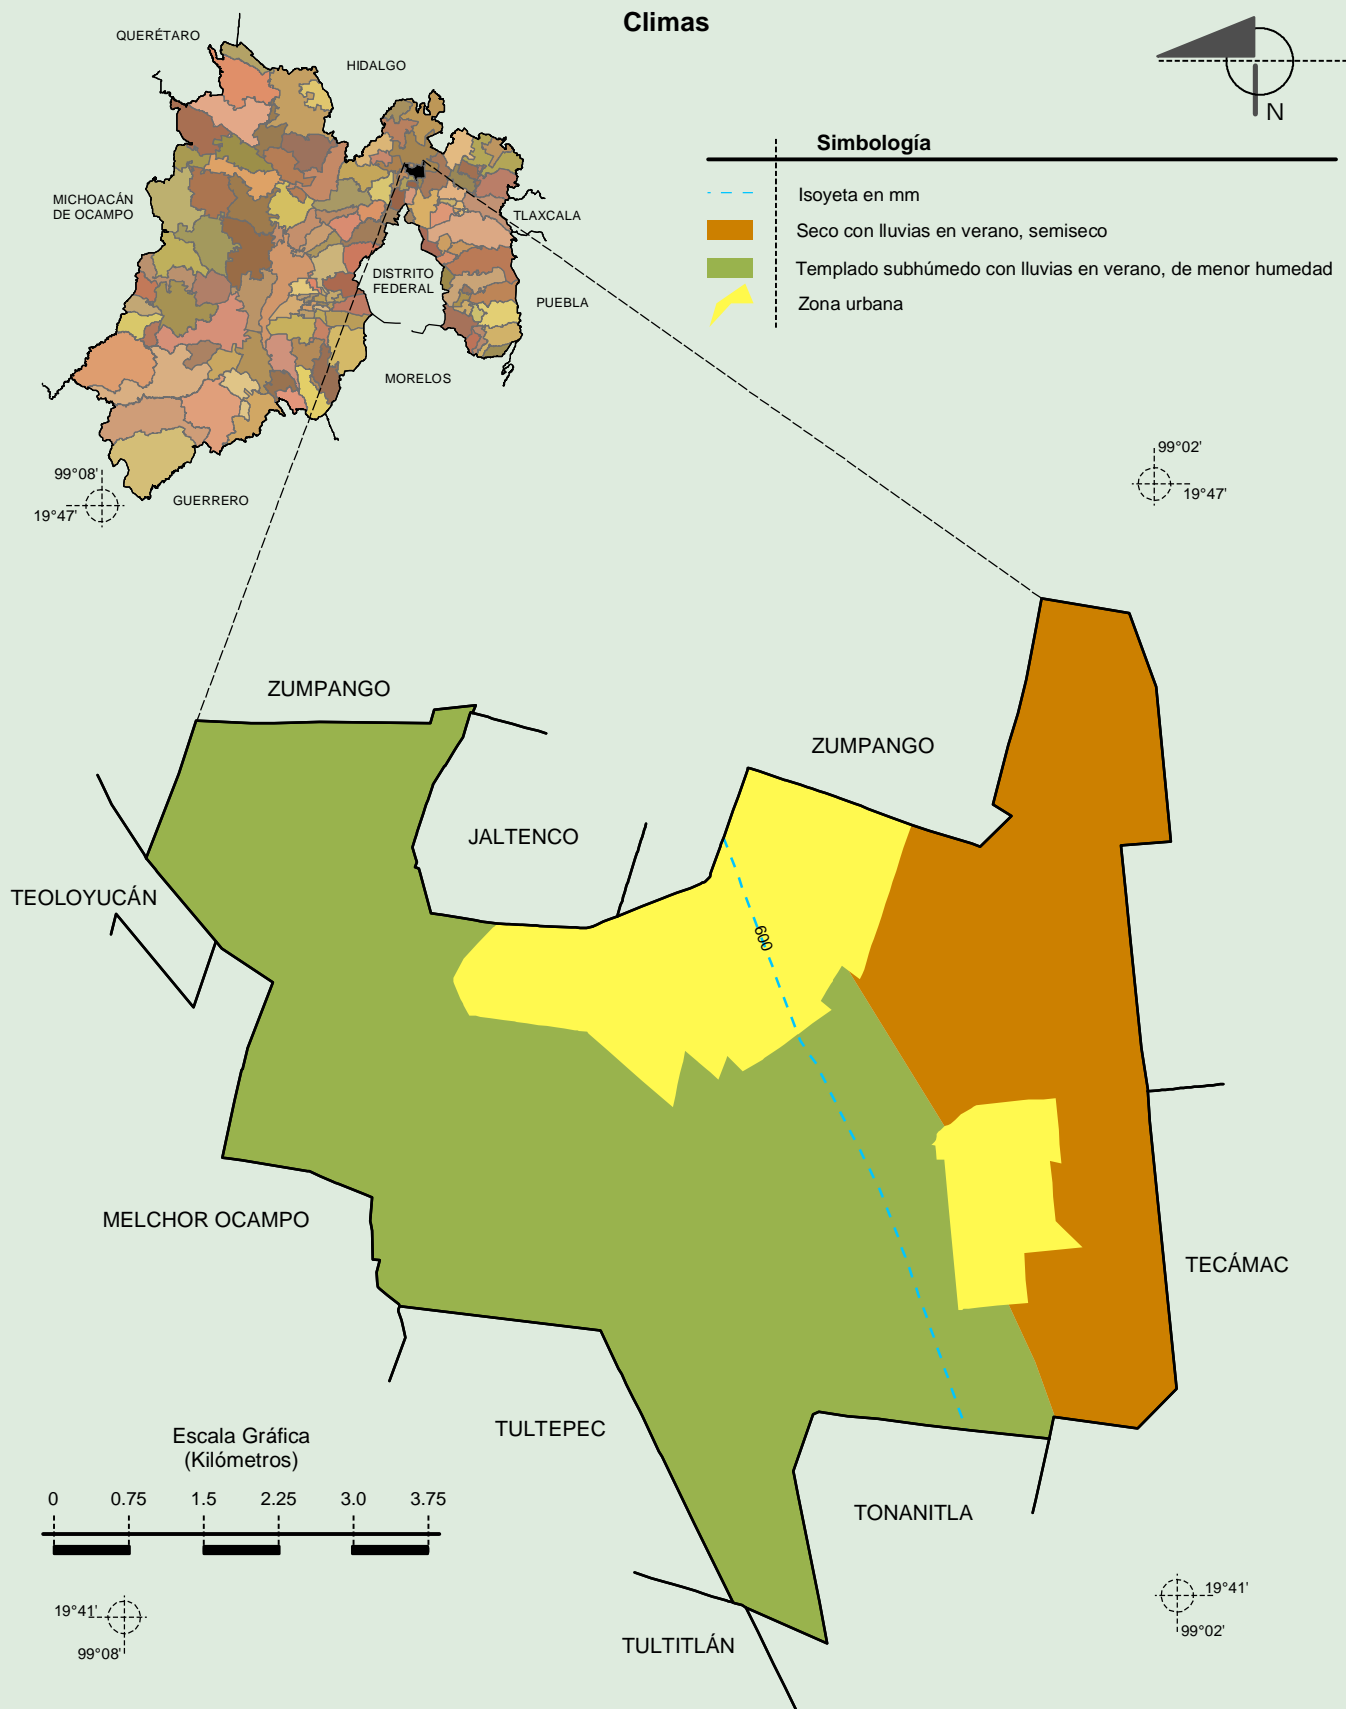 Climas
QUERÉTARO
HIDALGO
N
Simbología
MICHOACÁN
DE OCAMPO
TLAXCALA
DISTRITO
FEDERAL
PUEBLA
MORELOS
GUERRERO
Isoyeta en mm
Seco con lluvias en verano, semiseco
Templado subhúmedo con lluvias en verano, de menor humedad
Zona urbana
99°08'
19°47'
99°02'
19°47'
ZUMPANGO
ZUMPANGO
JALTENCO
TEOLOYUCÁN
600
MELCHOR OCAMPO
TECÁMAC
TULTEPEC
TONANITLA
TULTITLÁN
Escala Gráfica
(Kilómetros)
0 0.75 1.5 2.25 3.0 3.75
19°41'
99°08'
19°41'
99°02'